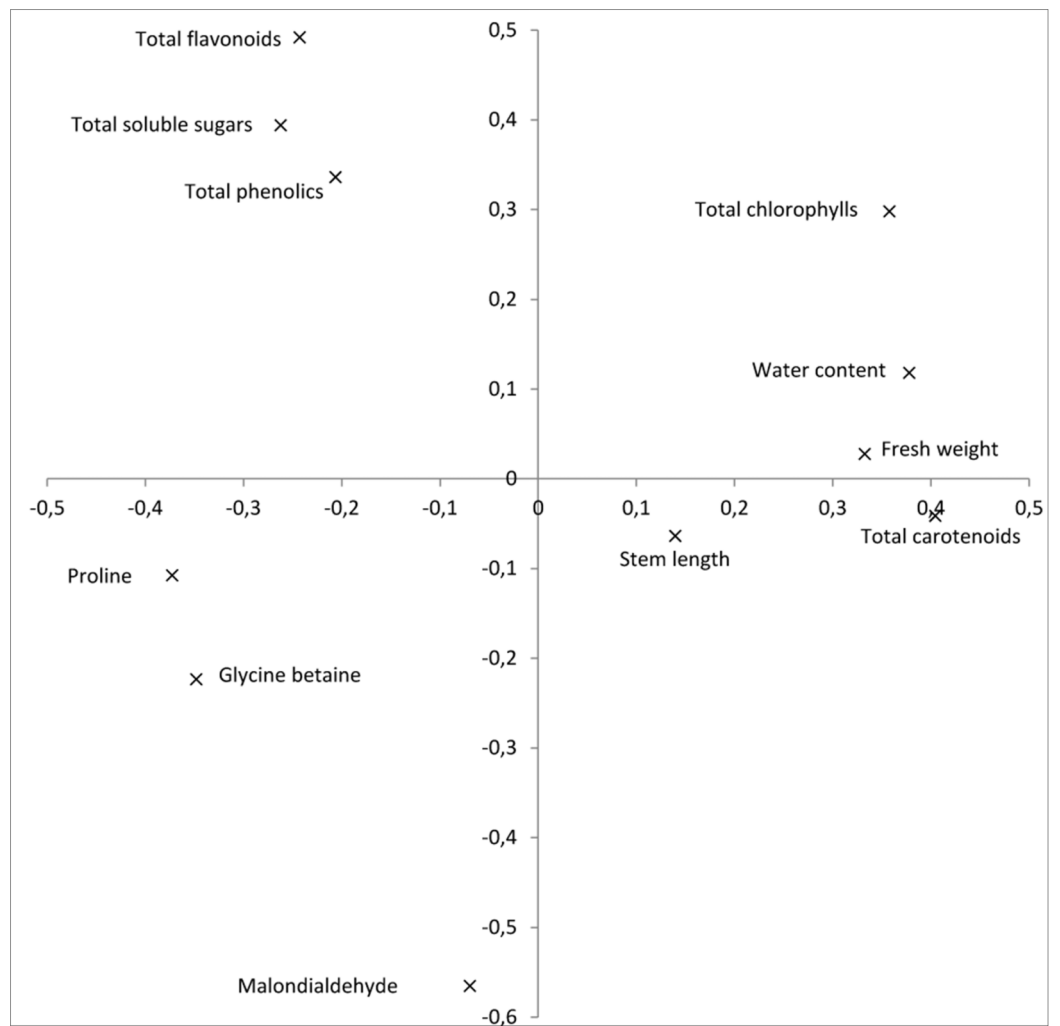 0,5
Total flavonoids
0,4
Total soluble sugars
Total phenolics
0,3
Total chlorophylls
0,2
Water content
0,1
Fresh weight
0
-0,5 -0,4 -0,3 -0,2 -0,1 0 0,1 0,2 0,3 0,4 0,5
Total carotenoids
Stem length
-0,1
Proline
-0,2
Glycine betaine
-0,3
-0,4
-0,5
Malondialdehyde
-0,6